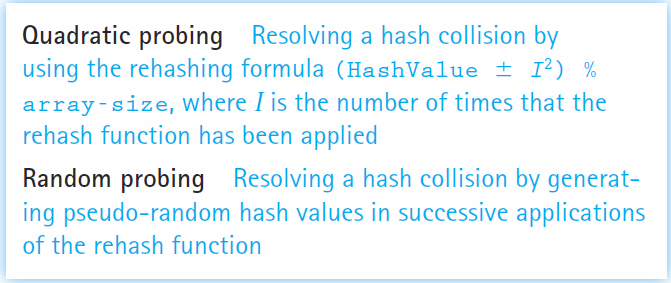 Quadratic probing Resolving a hash collision by
using the rehashing formula (HashValue ± I²) %
array-size, where I is the number of times that the
rehash function has been applied
Random probing Resolving a hash collision by generat-
ing pseudo-random hash values in successive applications
of the rehash function